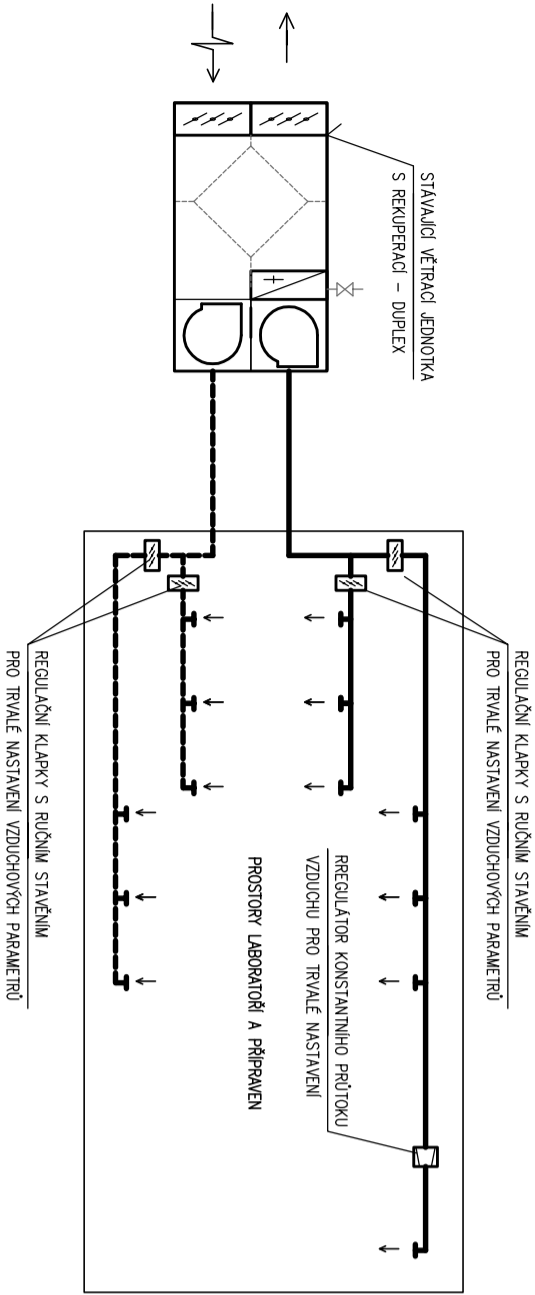 STÁVAJÍCÍ VĚTRACÍ JEDNOTKA
S REKUPERACÍ - DUPLEX
REGULAČNÍ KLAPKY S RUČNÍM STAVĚNÍM
PRO TRVALÉ NASTAVENÍ VZDUCHOVÝCH PARAMETRŮ
RREGULÁTOR KONSTANTNÍHO PRŮTOKU
VZDUCHU PRO TRVALÉ NASTAVENÍ
PROSTORY LABORATOŘÍ A PŘÍPRAVEN
REGULAČNÍ KLAPKY S RUČNÍM STAVĚNÍM
PRO TRVALÉ NASTAVENÍ VZDUCHOVÝCH PARAMETRŮ